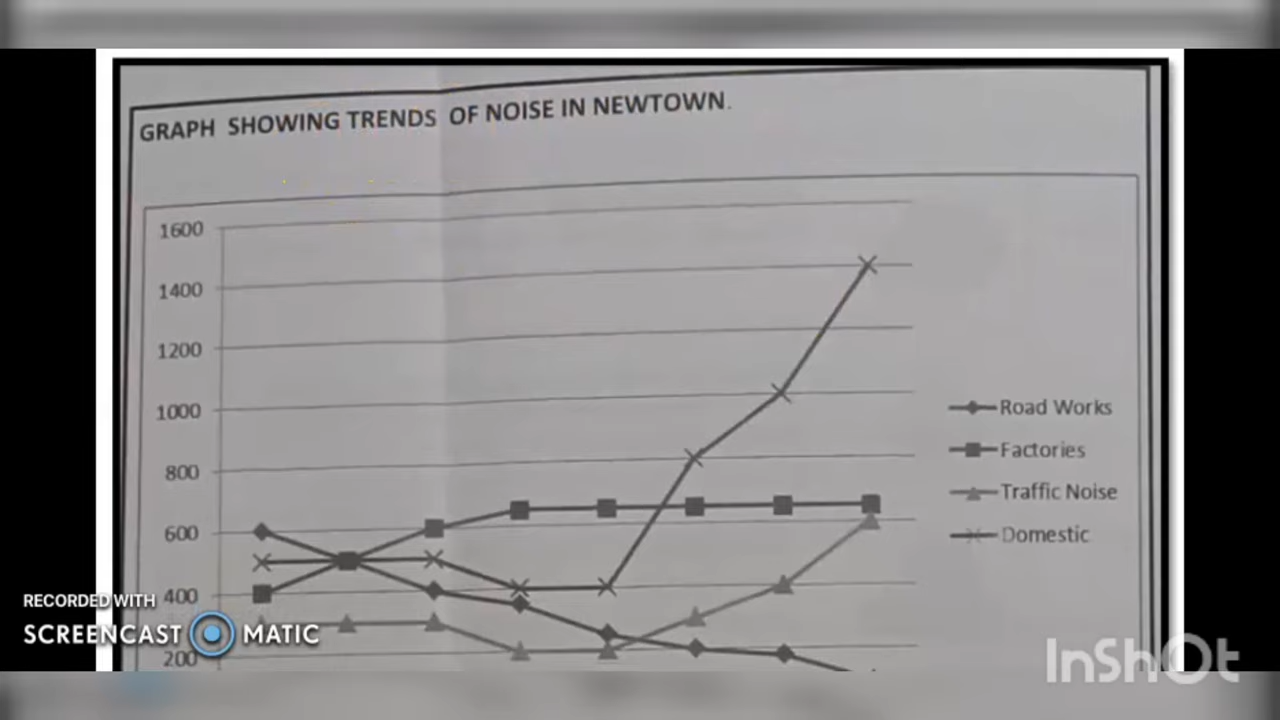 GRAPH SHOWING TRENDS OF NOISE IN NEWTOWN.
1600
1400
1200
1000
800
600
400
200
Road Works
Factories
Traffic Noise
Domestic
RECORDED WITH
SCREENCAST MATIC
InShOt